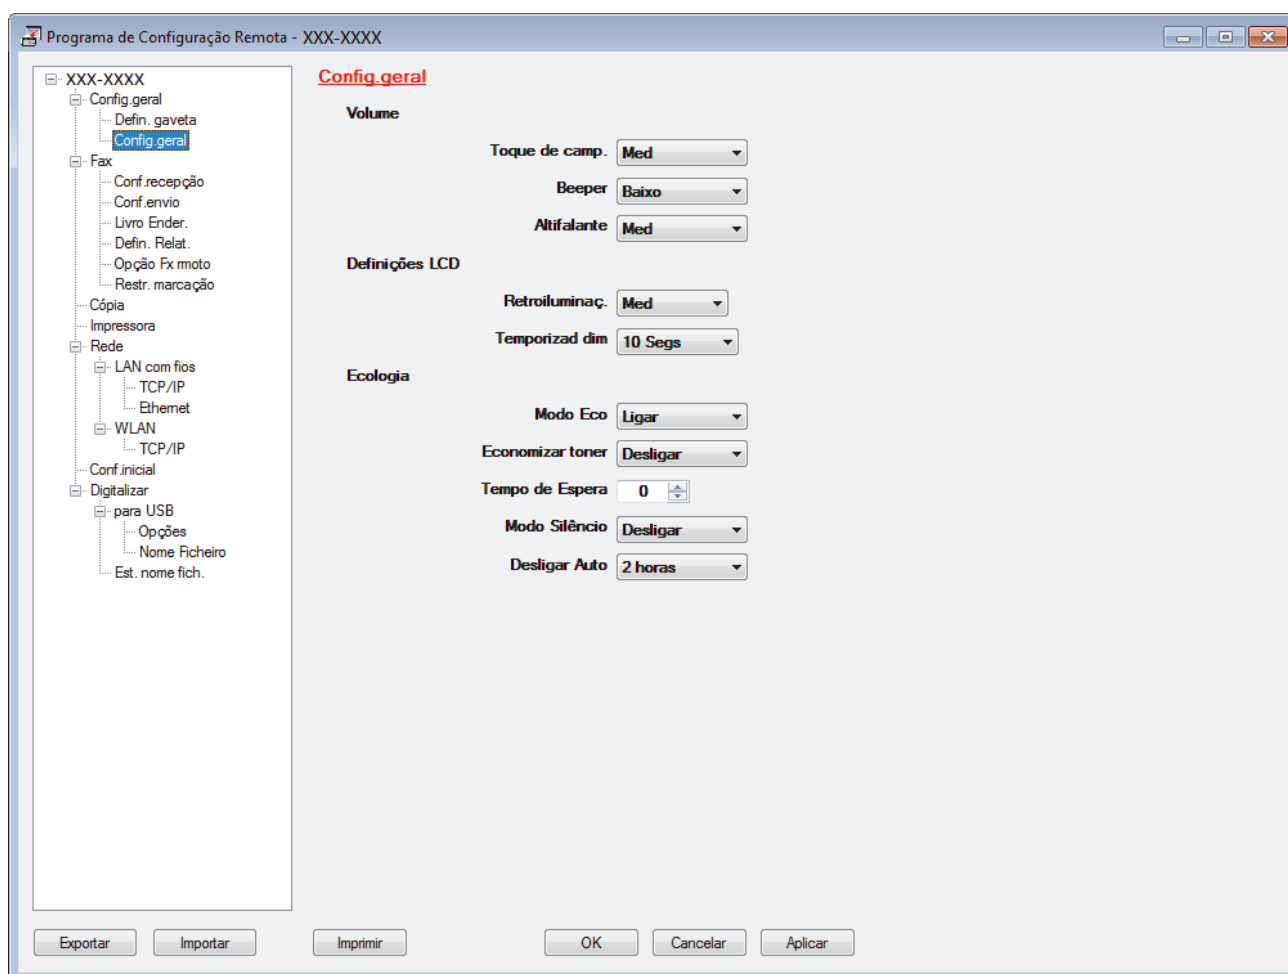 Programa de Configuração Remota - XXX-XXXX
XXX-XXXX
Config.geral
Defin. gaveta
Config.geral
Fax
Conf.recepção
Conf.envio
Livro Ender.
Defin. Relat.
Opção Fx rmoto
Restr. marcação
Cópia
Impressora
Rede
LAN com fios
TCP/IP
Ethernet
WLAN
TCP/IP
Conf.inicial
Digitalizar
para USB
Opções
Nome Ficheiro
Est. nome fich.
Config.geral
Volume
Toque de camp. Med
Beeper Baixo
Altifalante Med
Definições LCD
Retroiluminaç. Med
Temporizad dim 10 Segs
Ecologia
Modo Eco Ligar
Economizar toner Desligar
Tempo de Espera 0
Modo Silêncio Desligar
Desligar Auto 2 horas
Exportar Importar Imprimir OK Cancelar Aplicar